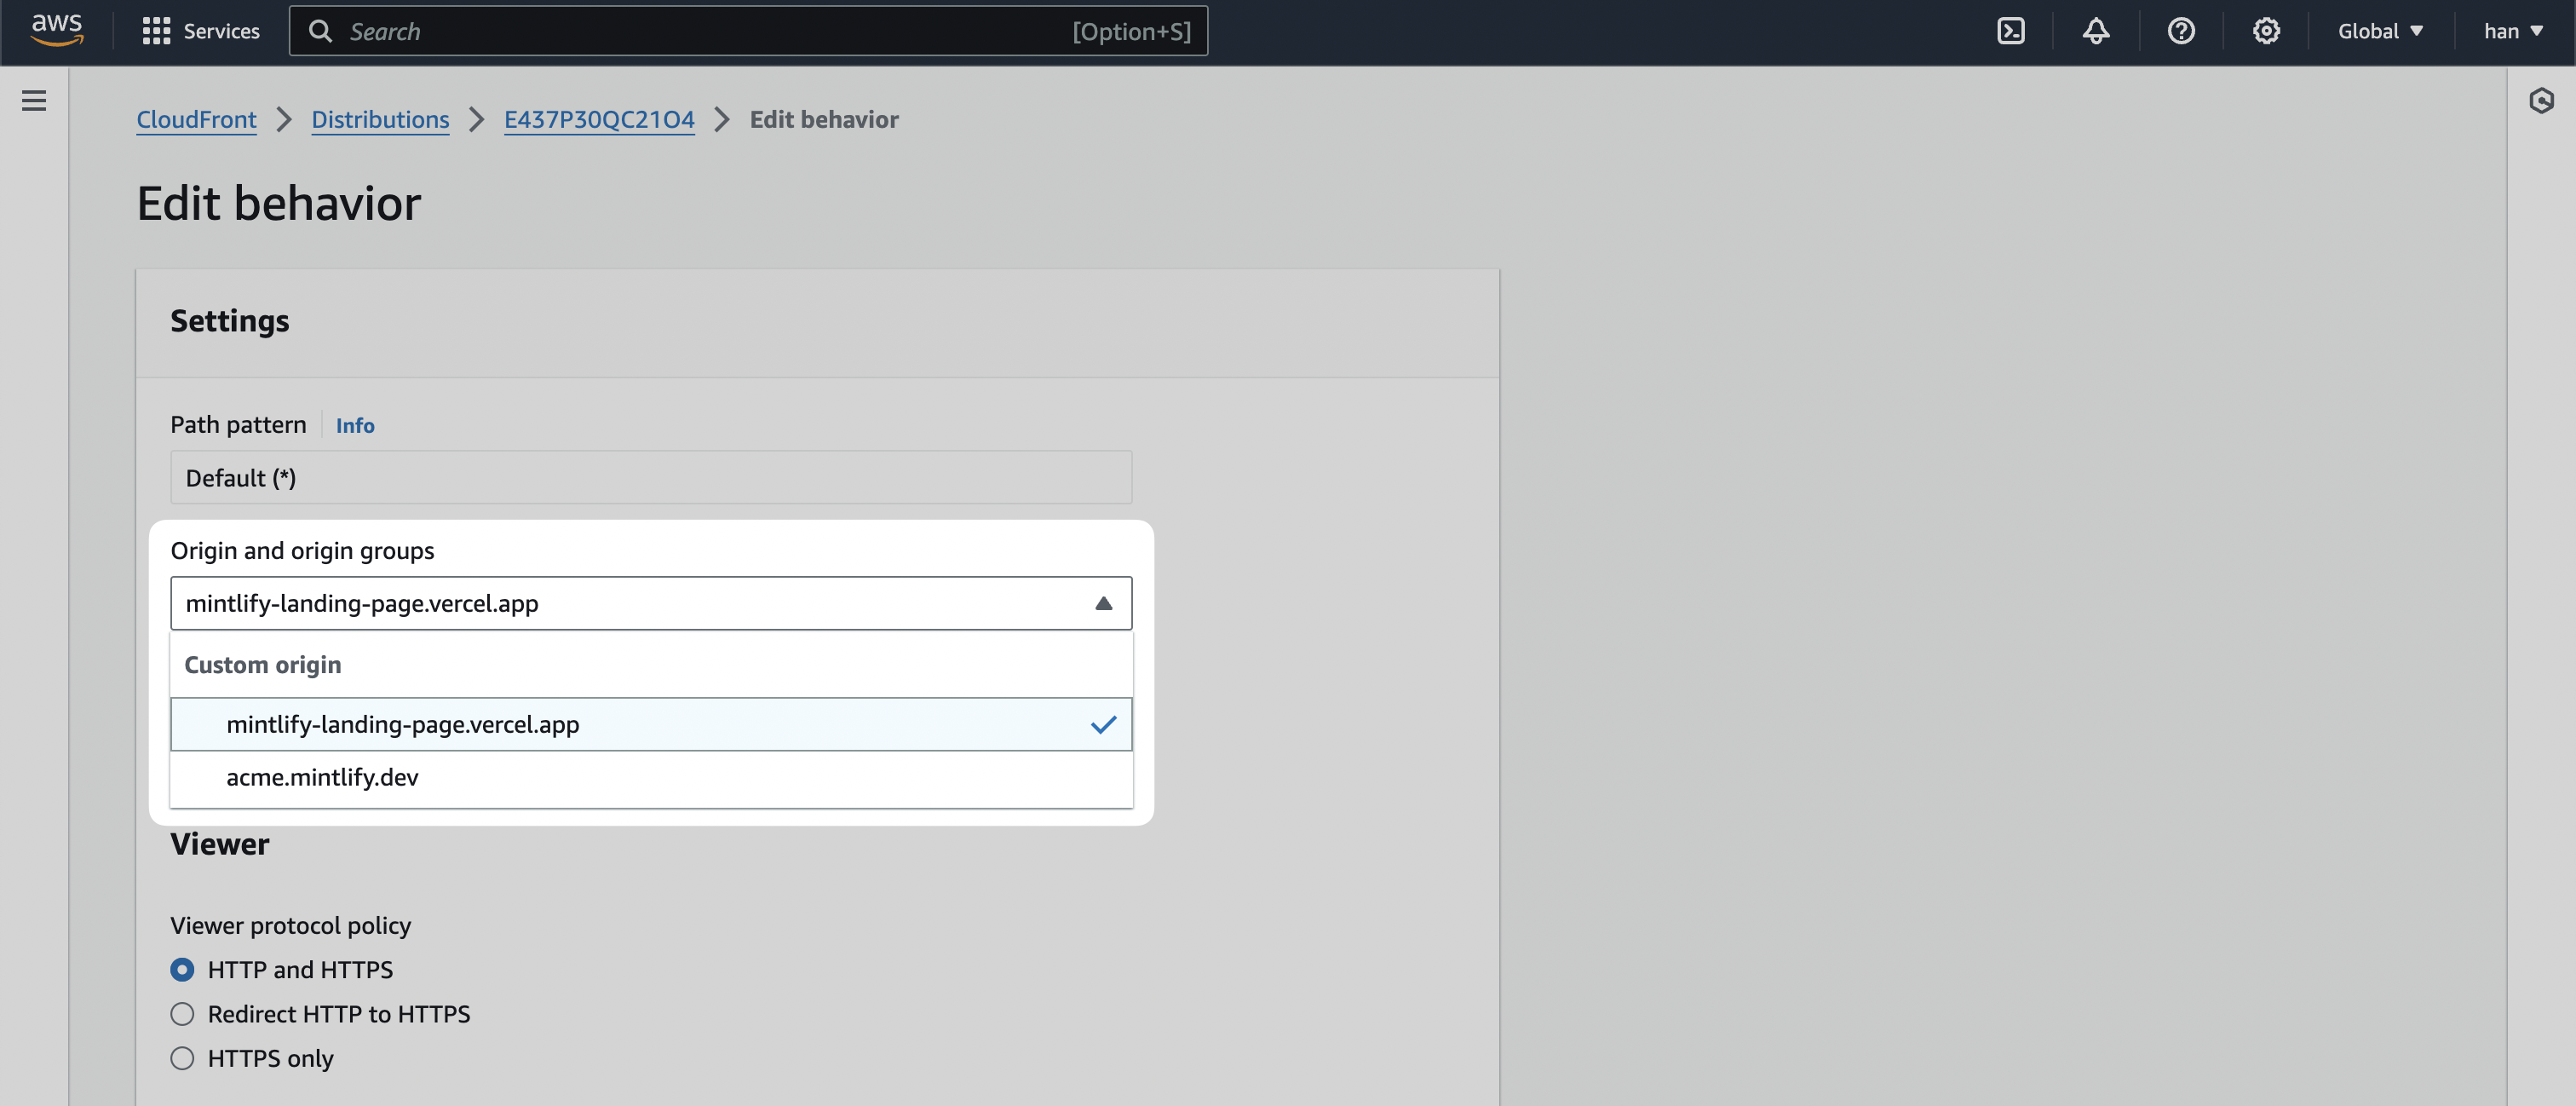 aws Services Search [Option+S] Global han
CloudFront Distributions E437P30QC21O4 Edit behavior
Edit behavior
Settings
Path pattern Info
Default (*)
Origin and origin groups
mintlify-landing-page.vercel.app
Custom origin
mintlify-landing-page.vercel.app
acme.mintlify.dev
Viewer
Viewer protocol policy
HTTP and HTTPS
Redirect HTTP to HTTPS
HTTPS only